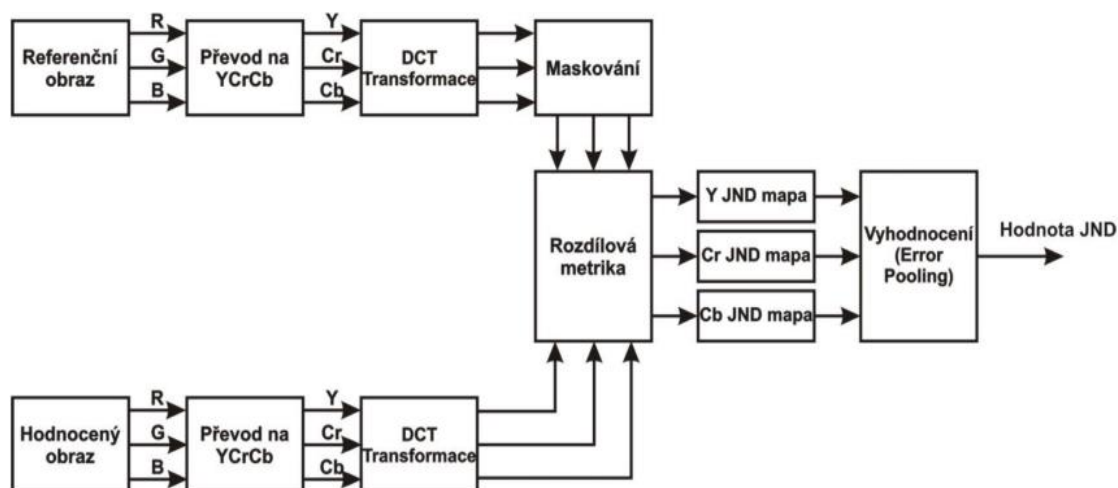 R
G
B
Referenční
obraz
Převod na
YCrCb
Y
Cr
Cb
DCT
Transformace
Maskování
Rozdílová
metrika
Y JND mapa
Cr JND mapa
Cb JND mapa
Vyhodnocení
(Error
Pooling)
Hodnota JND
Hodnocený
obraz
R
G
B
Převod na
YCrCb
Y
Cr
Cb
DCT
Transformace